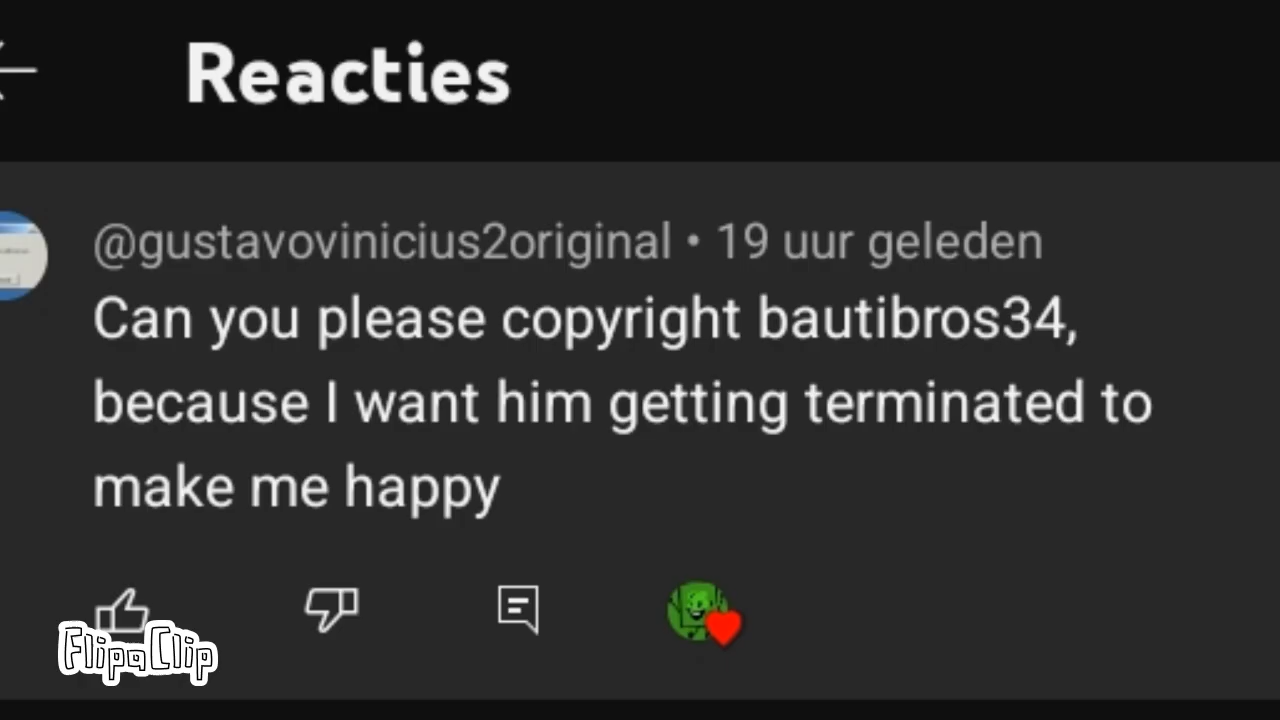 Reacties
@gustavovinicius2original • 19 uur geleden
Can you please copyright bautibros34,
because I want him getting terminated to
make me happy
FlipaClip